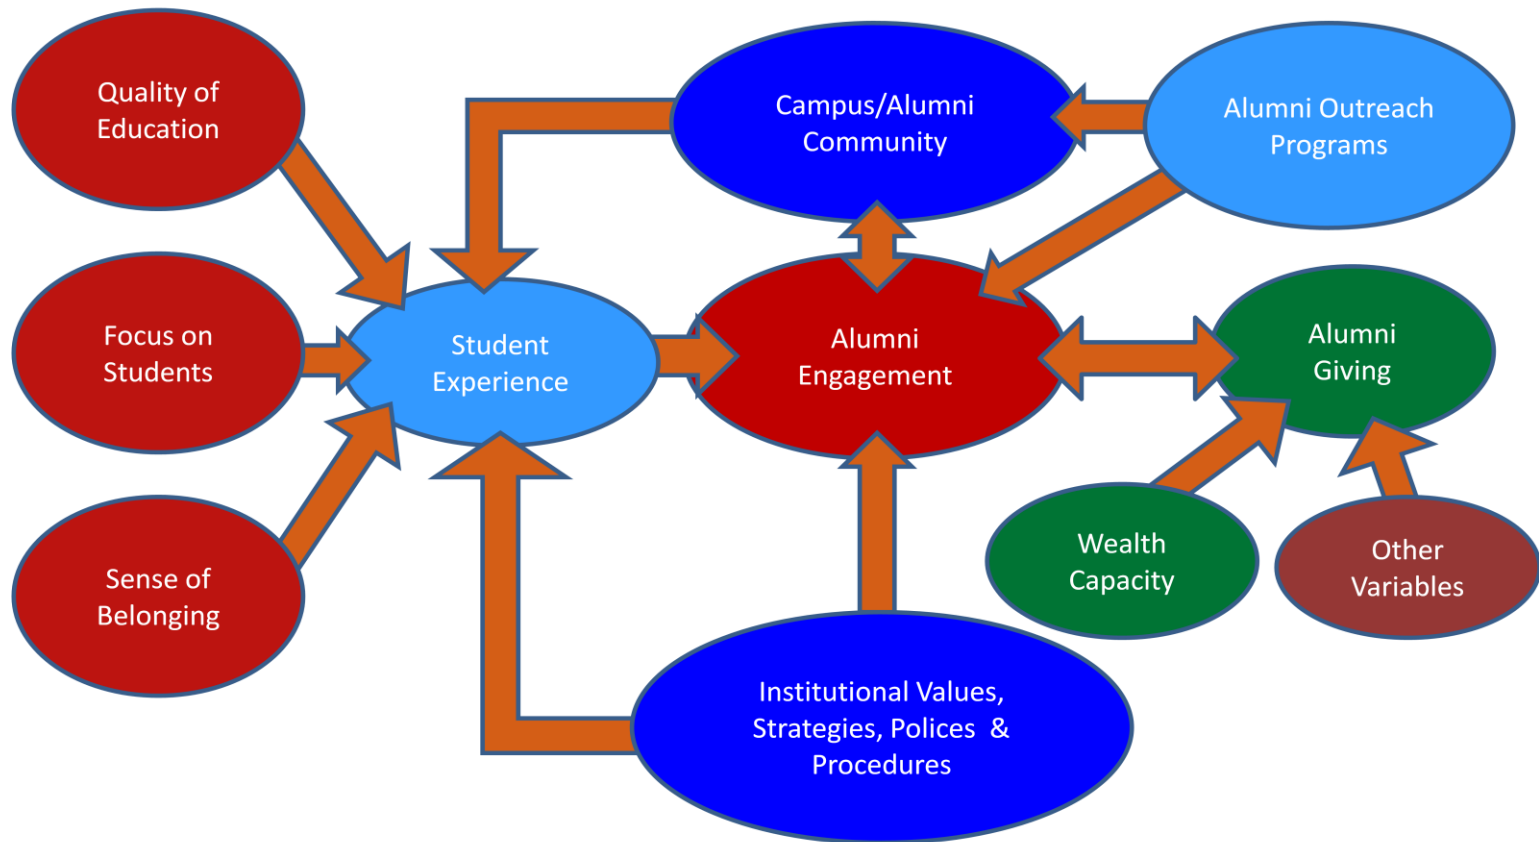 Quality of
Education
Campus/Alumni
Community
Alumni Outreach
Programs
Focus on
Students
Student
Experience
Alumni
Engagement
Alumni
Giving
Sense of
Belonging
Wealth
Capacity
Other
Variables
Institutional Values,
Strategies, Polices &
Procedures